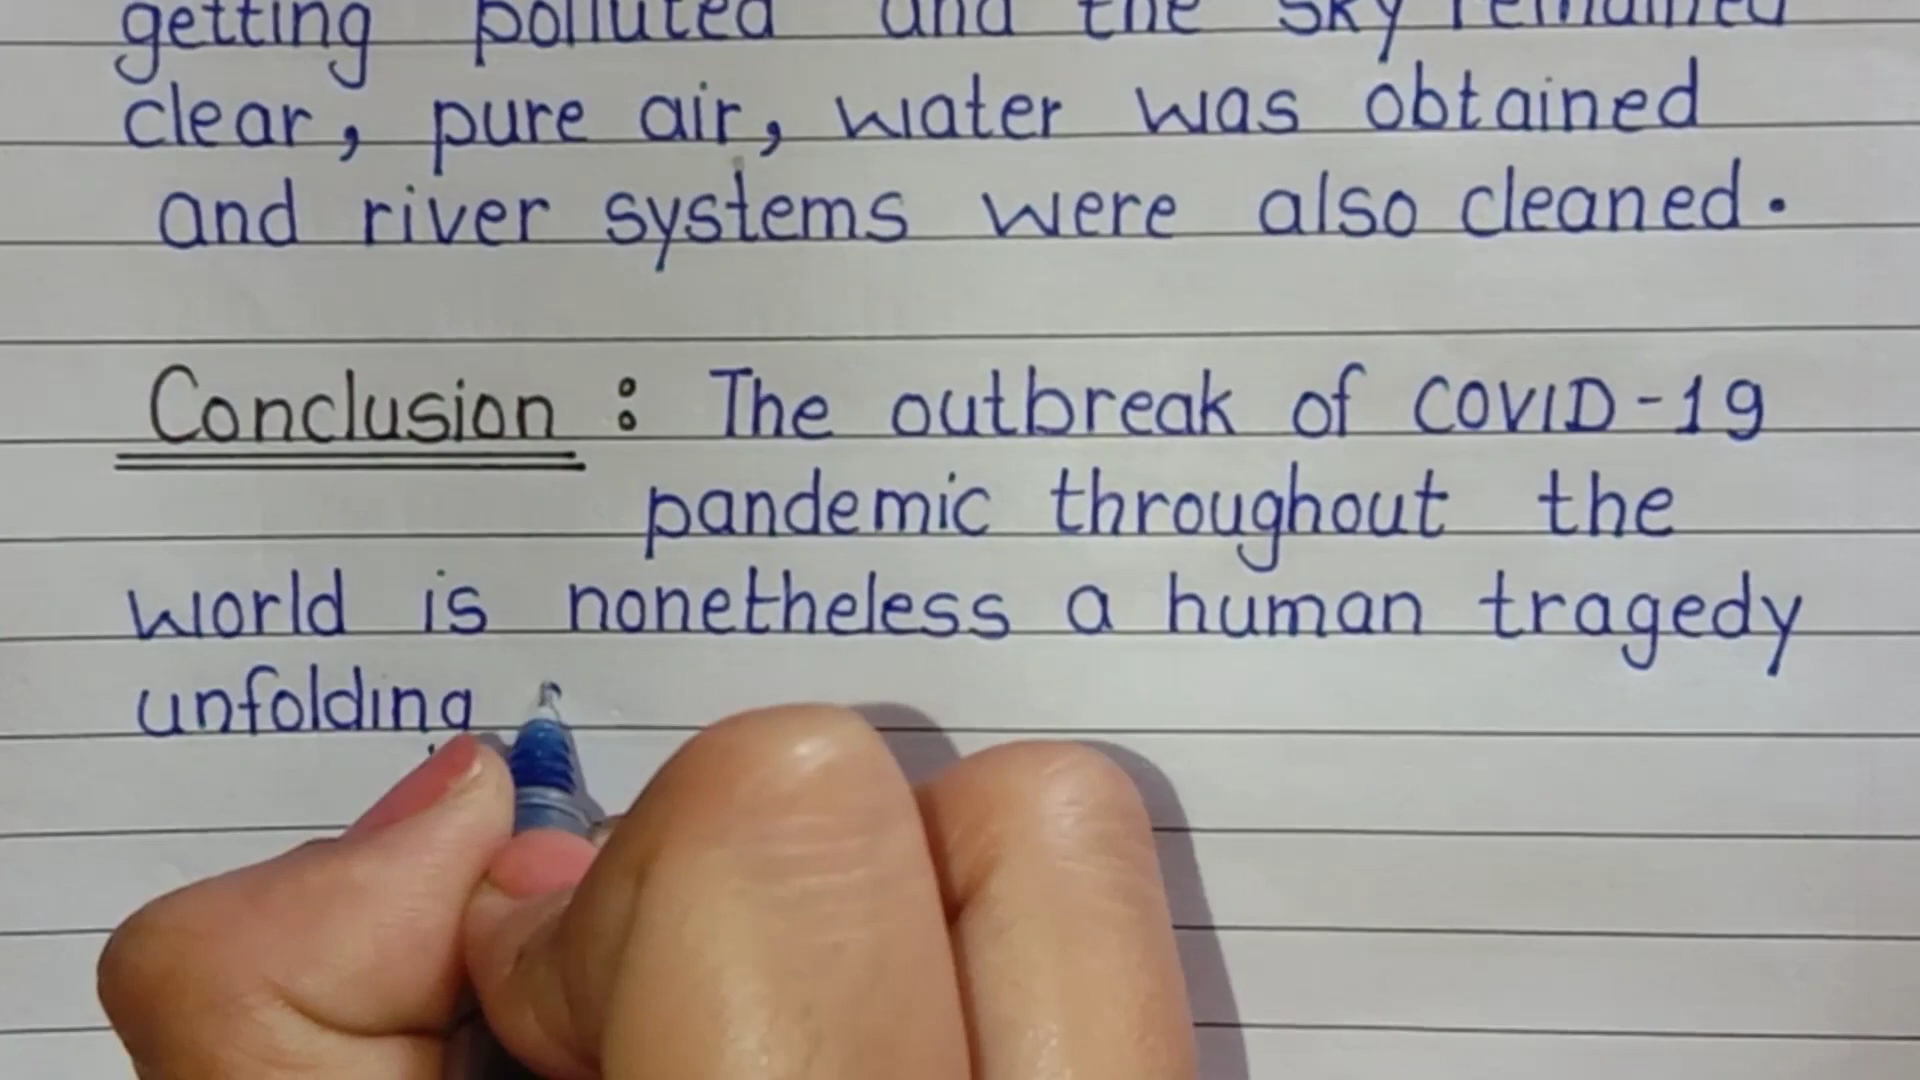 getting polluted and the sky remained
clear, pure air, water was obtained
and river systems were also cleaned.
Conclusion : The outbreak of COVID-19
pandemic throughout the
world is nonetheless a human tragedy
unfolding